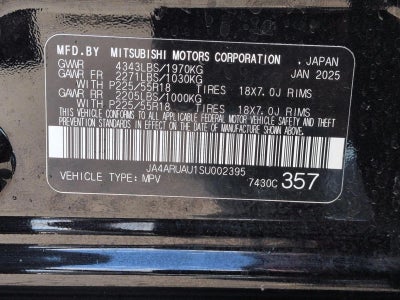 MFD.BY MITSUBISHI MOTORS CORPORATION , JAPAN
GVWR 4343LBS/1970KG JAN 2025
GAWR FR 2271LBS/1030KG
WITH P225/55R18 TIRES 18X7.0J RIMS
GAWR RR 2205LBS/1000KG
WITH P225/55R18 TIRES 18X7.0J RIMS
THIS VEHICLE CONFORMS TO ALL APPLICABLE FEDERAL MOTOR VEHICLE SAFETY AND THEFT
PREVENTION STANDARDS IN EFFECT ON THE DATE OF MANUFACTURE SHOWN ABOVE.
JA4ARUAU1SU002395
VEHICLE TYPE: MPV 7430C 357